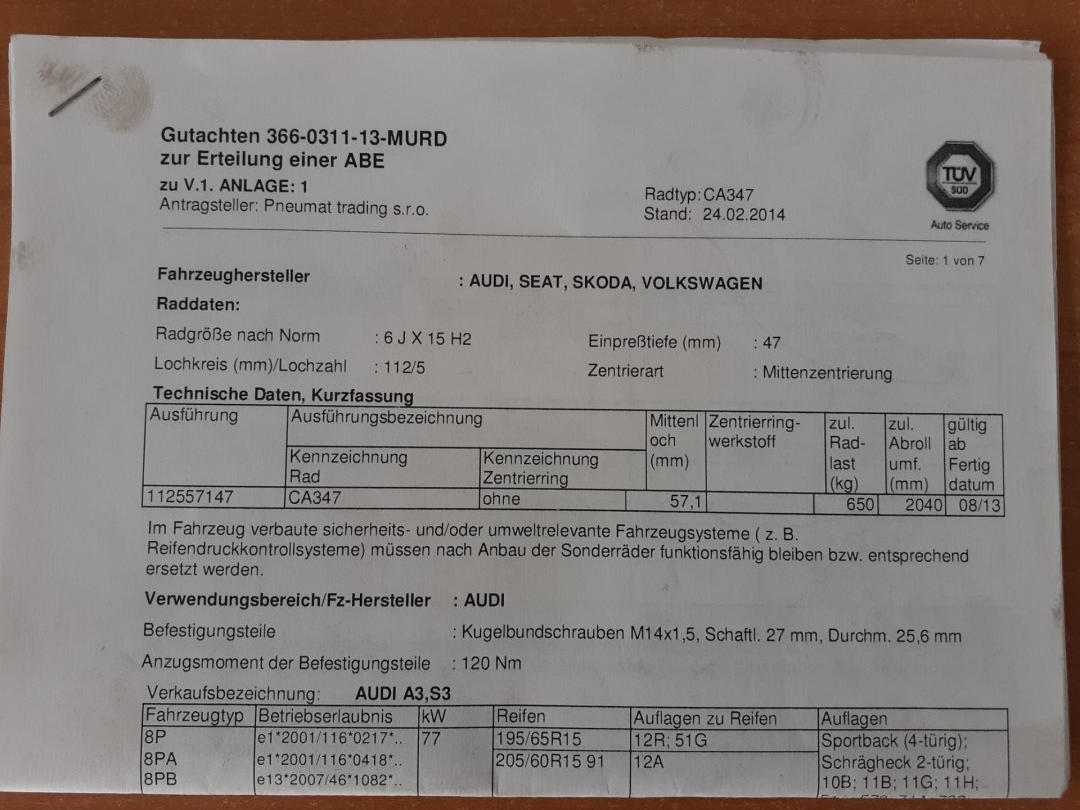 Gutachten 366-0311-13-MURD
zur Erteilung einer ABE
zu V.1. ANLAGE: 1
Antragsteller: Pneumat trading s.r.o.
Radtyp: CA347
Stand: 24.02.2014
TÜV
SÜD
Auto Service
Seite: 1 von 7
Fahrzeughersteller : AUDI, SEAT, SKODA, VOLKSWAGEN
Raddaten:
Radgröße nach Norm : 6 J X 15 H2 Einpreßtiefe (mm) : 47
Lochkreis (mm)/Lochzahl : 112/5 Zentrierart : Mittenzentrierung
Technische Daten, Kurzfassung
Ausführung Ausführungsbezeichnung Mittenl Zentrierring- zul. zul. gültig
och werkstoff Rad- Abroll ab
Kennzeichnung Kennzeichnung (mm) last umf. Fertig
Rad Zentrierring (kg) (mm) datum
112557147 CA347 ohne 57,1 650 2040 08/13
Im Fahrzeug verbaute sicherheits- und/oder umweltrelevante Fahrzeugsysteme ( z. B.
Reifendruckkontrollsysteme) müssen nach Anbau der Sonderräder funktionsfähig bleiben bzw. entsprechend
ersetzt werden.
Verwendungsbereich/Fz-Hersteller : AUDI
Befestigungsteile : Kugelbundschrauben M14x1,5, Schaftl. 27 mm, Durchm. 25,6 mm
Anzugsmoment der Befestigungsteile : 120 Nm
Verkaufsbezeichnung: AUDI A3,S3
Fahrzeugtyp Betriebserlaubnis kW Reifen Auflagen zu Reifen Auflagen
8P e1*2001/116*0217*.. 77 195/65R15 12R; 51G Sportback (4-türig);
8PA e1*2001/116*0418*.. 205/60R15 91 12A Schrägheck 2-türig;
8PB e13*2007/46*1082*.. 10B; 11B; 11G; 11H;